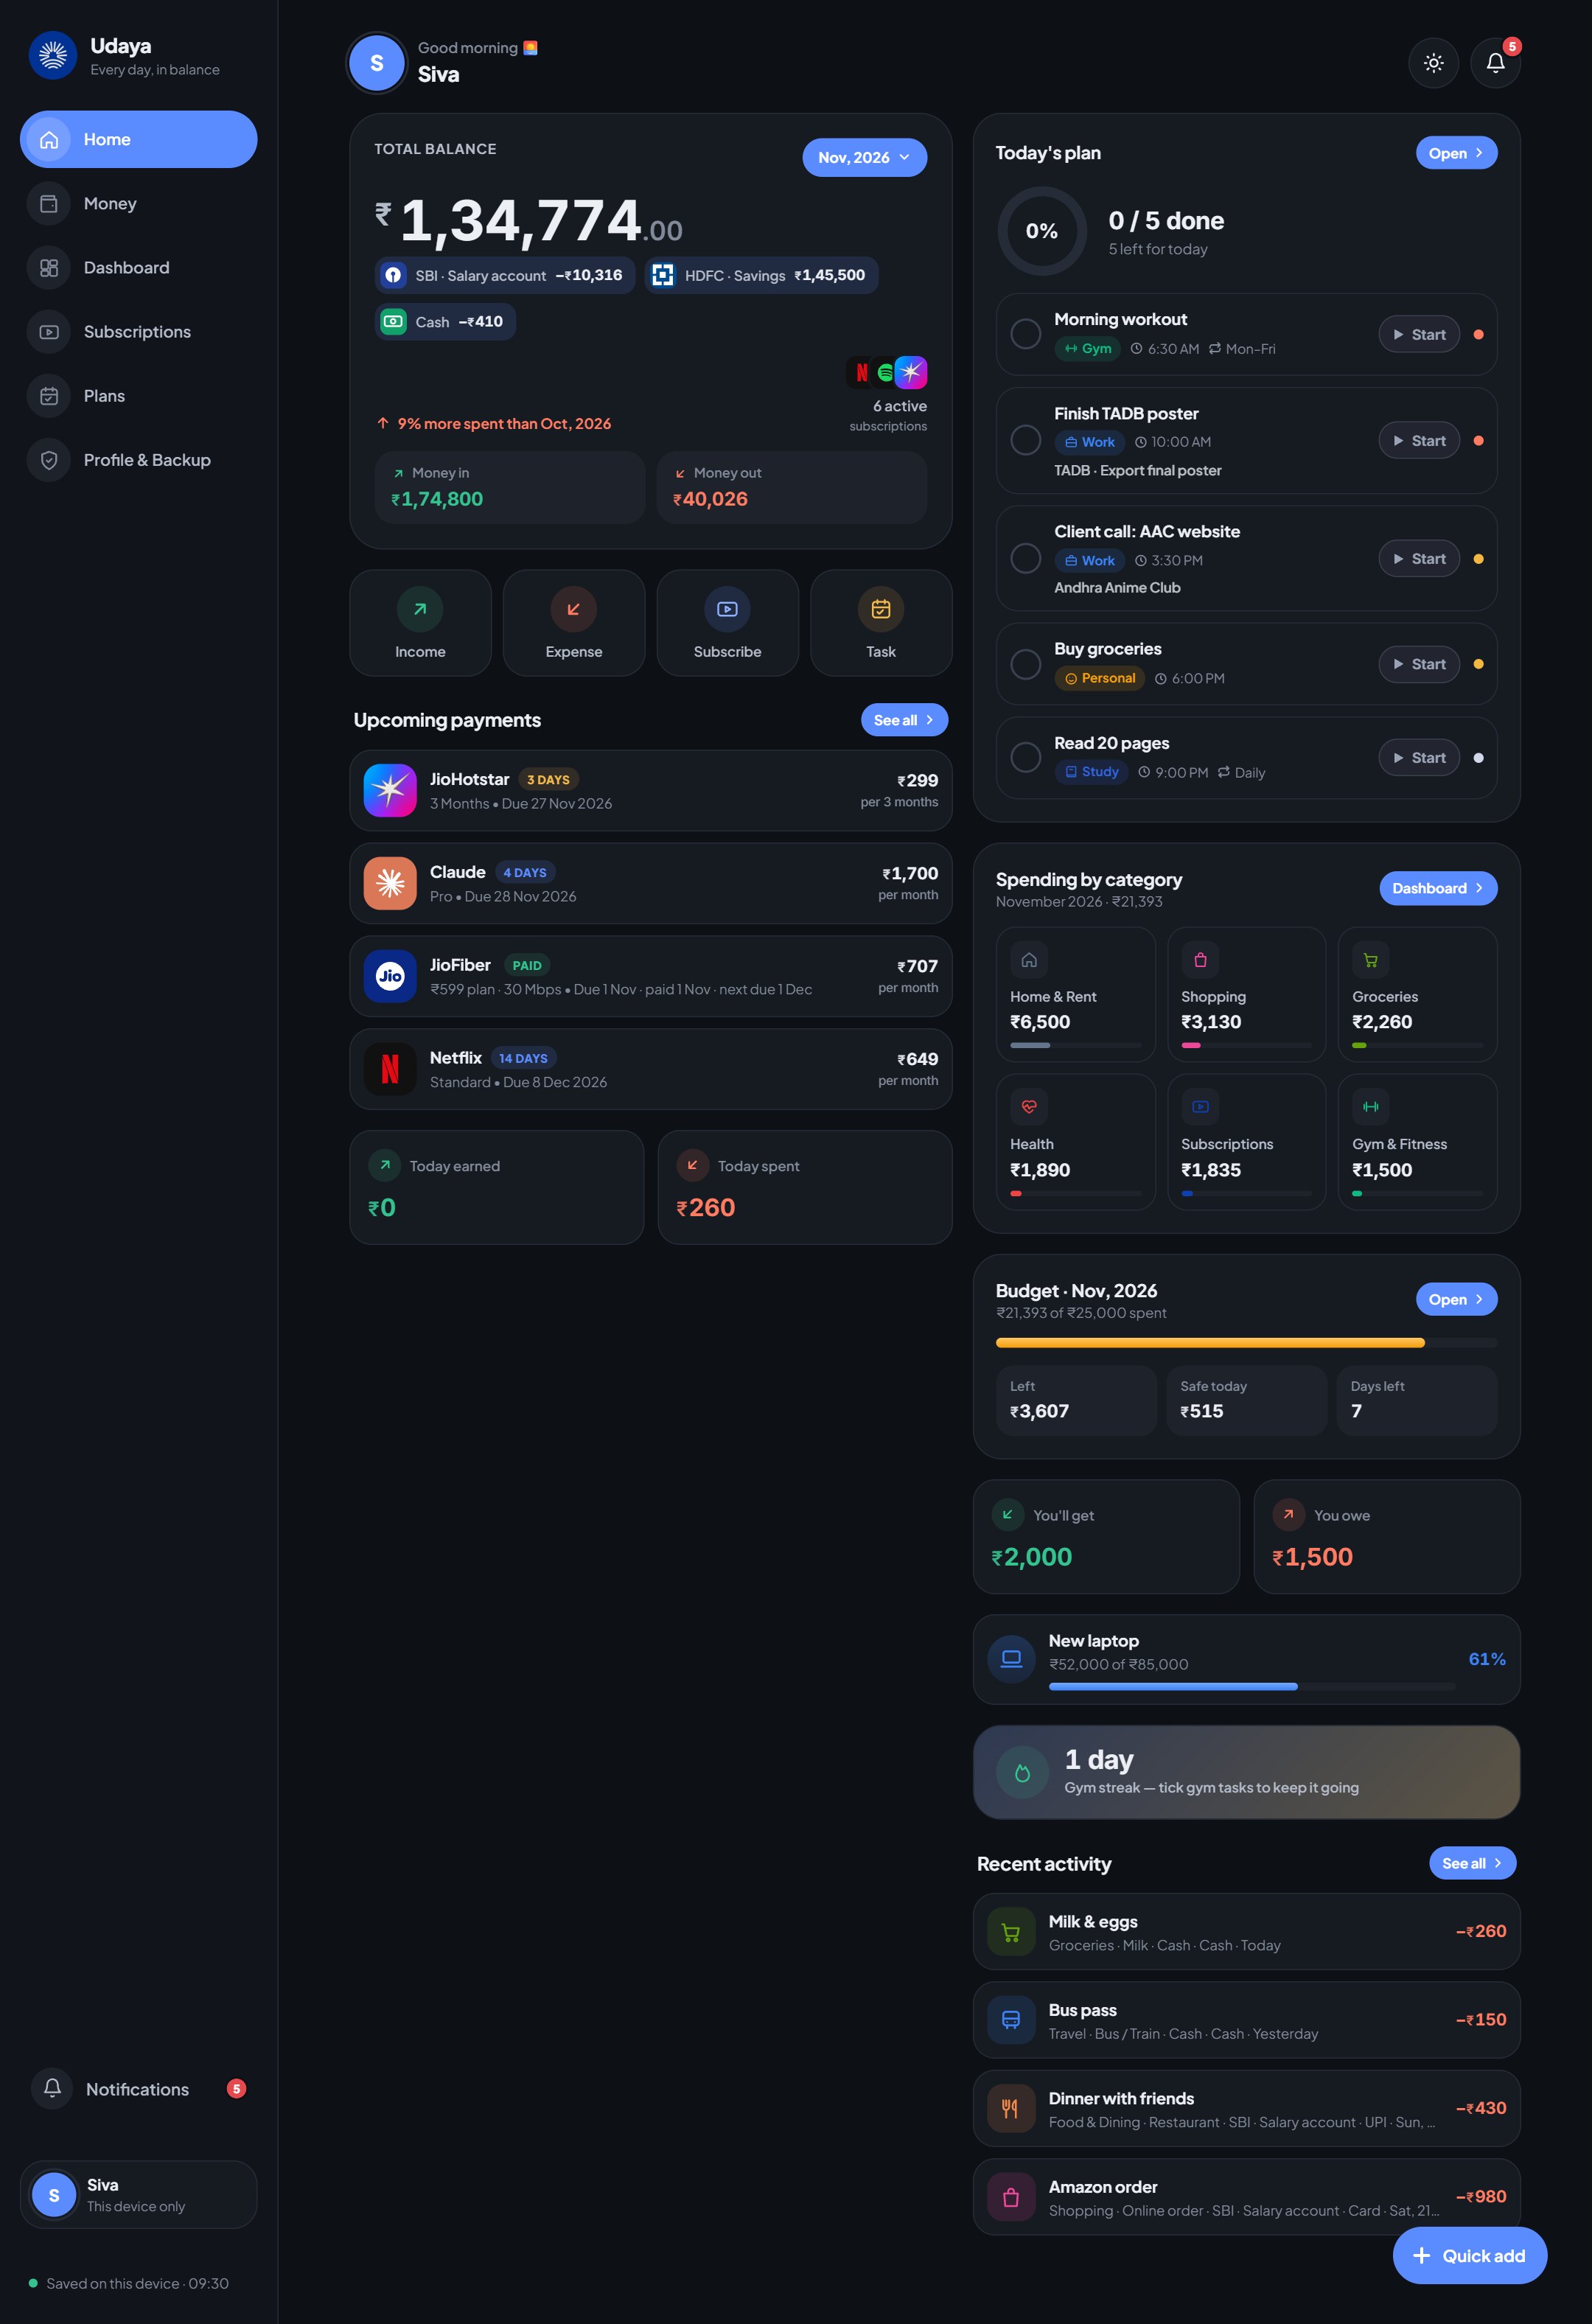 Udaya
Every day, in balance
Home
Money
Dashboard
Subscriptions
Plans
Profile & Backup
Notifications
5
S
Siva
This device only
Saved on this device · 09:30
S
Good morning
Siva
5
TOTAL BALANCE
Nov, 2026
₹1,34,774.00
SBI · Salary account −₹10,316
HDFC · Savings ₹1,45,500
Cash −₹410
6 active
subscriptions
9% more spent than Oct, 2026
Money in
₹1,74,800
Money out
₹40,026
Income
Expense
Subscribe
Task
Upcoming payments
See all
JioHotstar 3 DAYS
3 Months • Due 27 Nov 2026
₹299
per 3 months
Claude 4 DAYS
Pro • Due 28 Nov 2026
₹1,700
per month
Jio
JioFiber PAID
₹599 plan · 30 Mbps • Due 1 Nov · paid 1 Nov · next due 1 Dec
₹707
per month
N
Netflix 14 DAYS
Standard • Due 8 Dec 2026
₹649
per month
Today earned
₹0
Today spent
₹260
Today's plan
Open
0%
0 / 5 done
5 left for today
Morning workout
Gym 6:30 AM Mon–Fri
Start
Finish TADB poster
Work 10:00 AM
TADB · Export final poster
Start
Client call: AAC website
Work 3:30 PM
Andhra Anime Club
Start
Buy groceries
Personal 6:00 PM
Start
Read 20 pages
Study 9:00 PM Daily
Start
Spending by category
November 2026 · ₹21,393
Dashboard
Home & Rent
₹6,500
Shopping
₹3,130
Groceries
₹2,260
Health
₹1,890
Subscriptions
₹1,835
Gym & Fitness
₹1,500
Budget · Nov, 2026
₹21,393 of ₹25,000 spent
Open
Left
₹3,607
Safe today
₹515
Days left
7
You'll get
₹2,000
You owe
₹1,500
New laptop
₹52,000 of ₹85,000
61%
1 day
Gym streak — tick gym tasks to keep it going
Recent activity
See all
Milk & eggs
Groceries · Milk · Cash · Cash · Today
−₹260
Bus pass
Travel · Bus / Train · Cash · Cash · Yesterday
−₹150
Dinner with friends
Food & Dining · Restaurant · SBI · Salary account · UPI · Sun, …
−₹430
Amazon order
Shopping · Online order · SBI · Salary account · Card · Sat, 21…
−₹980
Quick add